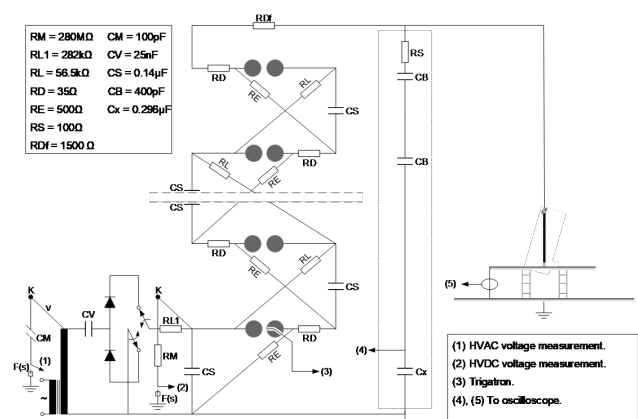 RM = 280MΩ CM = 100pF
RL1 = 282kΩ CV = 25nF
RL = 56.5kΩ CS = 0.14µF
RD = 35Ω CB = 400pF
RE = 500Ω Cx = 0.296µF
RS = 100Ω
RDf = 1500 Ω
RDf
RS
CB
RD
RE
RL
CS
CB
RL
RE
RD
CS
CS
(5)
RD
RE
RL
CS
K
V
CV
CM
(1)
F(s)
~
K
RL1
RM
(2)
F(s)
CS
RD
RE
(3)
(4)
Cx
(1) HVAC voltage measurement.
(2) HVDC voltage measurement.
(3) Trigatron.
(4), (5) To oscilloscope.